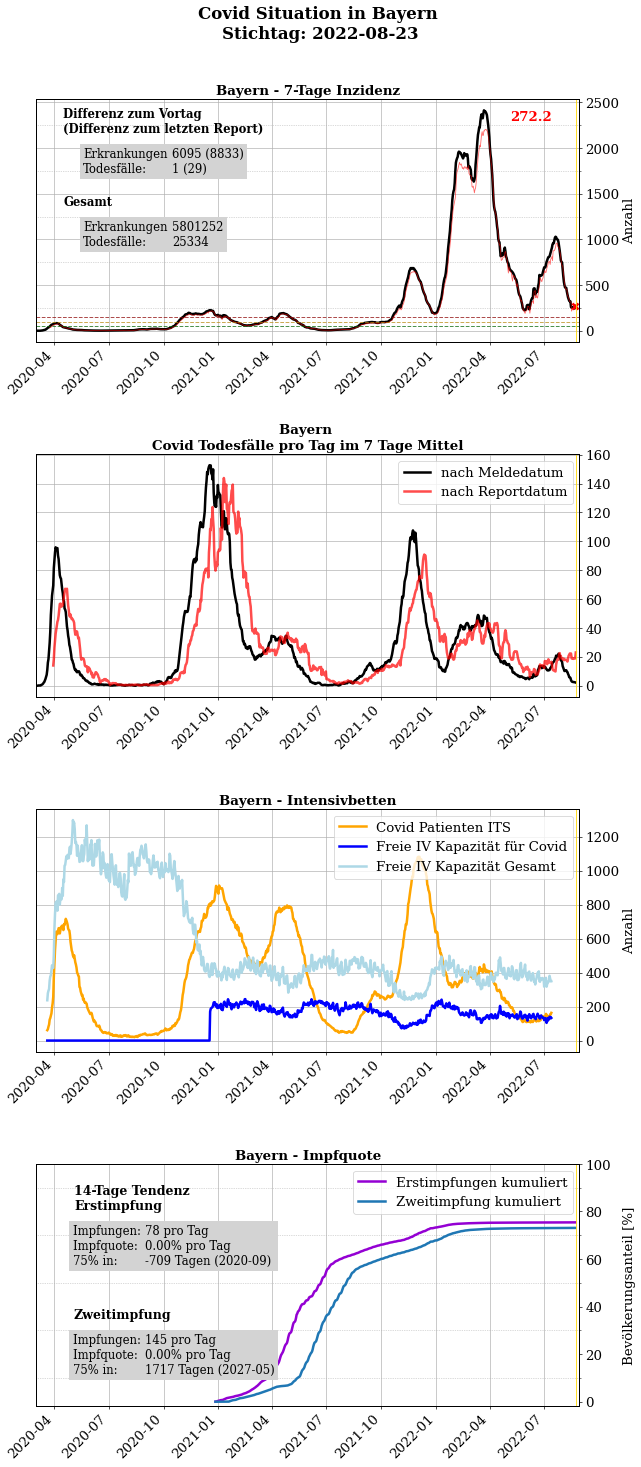 Covid Situation in Bayern
Stichtag: 2022-08-23
Bayern - 7-Tage Inzidenz
Differenz zum Vortag
(Differenz zum letzten Report)
Erkrankungen 6095 (8833)
Todesfälle: 1 (29)
Gesamt
Erkrankungen 5801252
Todesfälle: 25334
272.2
2500
2000
1500
1000
500
0
Anzahl
2020-04
2020-07
2020-10
2021-01
2021-04
2021-07
2021-10
2022-01
2022-04
2022-07
Bayern
Covid Todesfälle pro Tag im 7 Tage Mittel
nach Meldedatum
nach Reportdatum
160
140
120
100
80
60
40
20
0
2020-04
2020-07
2020-10
2021-01
2021-04
2021-07
2021-10
2022-01
2022-04
2022-07
Bayern - Intensivbetten
Covid Patienten ITS
Freie IV Kapazität für Covid
Freie IV Kapazität Gesamt
1200
1000
800
600
400
200
0
Anzahl
2020-04
2020-07
2020-10
2021-01
2021-04
2021-07
2021-10
2022-01
2022-04
2022-07
Bayern - Impfquote
14-Tage Tendenz
Erstimpfung
Impfungen: 78 pro Tag
Impfquote: 0.00% pro Tag
75% in: -709 Tagen (2020-09)
Zweitimpfung
Impfungen: 145 pro Tag
Impfquote: 0.00% pro Tag
75% in: 1717 Tagen (2027-05)
Erstimpfungen kumuliert
Zweitimpfung kumuliert
100
80
60
40
20
0
Bevölkerungsanteil [%]
2020-04
2020-07
2020-10
2021-01
2021-04
2021-07
2021-10
2022-01
2022-04
2022-07